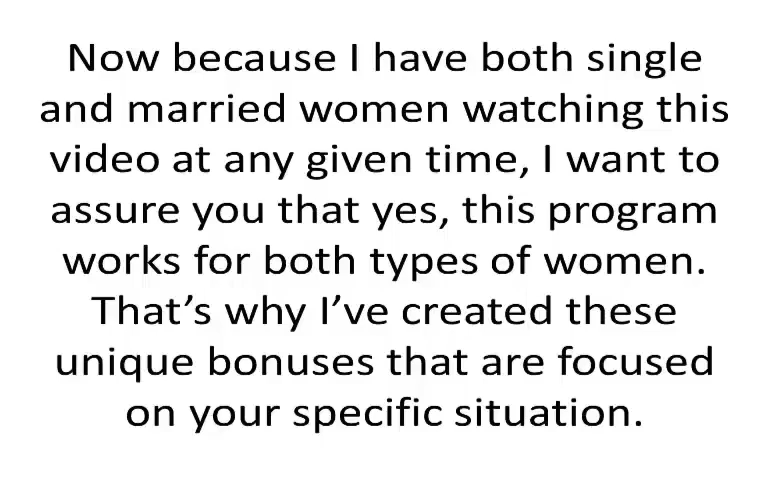 Now because I have both single
and married women watching this
video at any given time, I want to
assure you that yes, this program
works for both types of women.
That’s why I’ve created these
unique bonuses that are focused
on your specific situation.